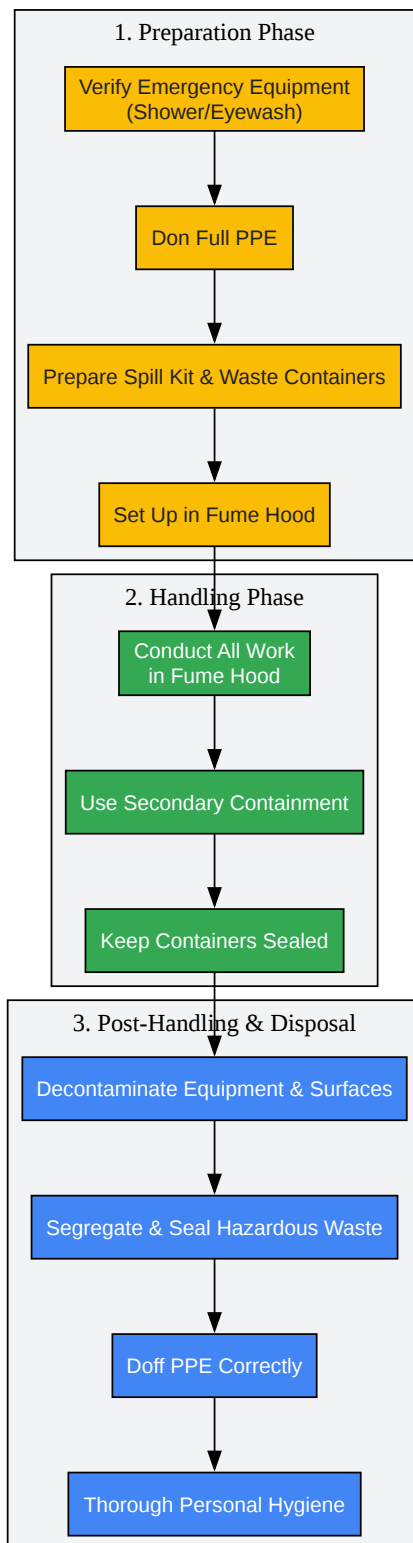 1. Preparation Phase
Verify Emergency Equipment
(Shower/Eyewash)
Don Full PPE
Prepare Spill Kit & Waste Containers
Set Up in Fume Hood
2. Handling Phase
Conduct All Work
in Fume Hood
Use Secondary Containment
Keep Containers Sealed
3. Post-Handling & Disposal
Decontaminate Equipment & Surfaces
Segregate & Seal Hazardous Waste
Doff PPE Correctly
Thorough Personal Hygiene